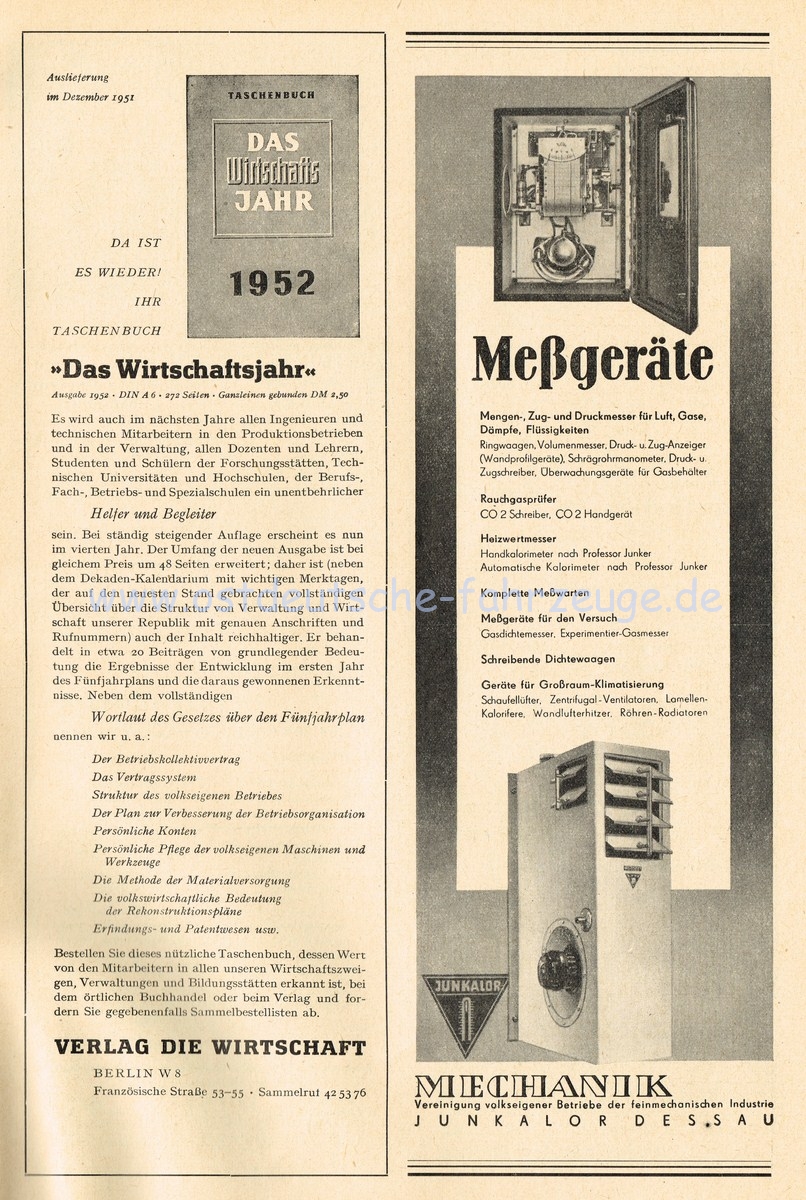 Auslieferung
im Dezember 1951
TASCHENBUCH
DAS
Wirtschafts
JAHR
1952
DA IST
ES WIEDER!
IHR
TASCHENBUCH
»Das Wirtschaftsjahr«
Ausgabe 1952 · DIN A 6 · 272 Seiten · Ganzleinen gebunden DM 2,50
Es wird auch im nächsten Jahre allen Ingenieuren und
technischen Mitarbeitern in den Produktionsbetrieben
und in der Verwaltung, allen Dozenten und Lehrern,
Studenten und Schülern der Forschungsstätten, Tech-
nischen Universitäten und Hochschulen, der Berufs-,
Fach-, Betriebs- und Spezialschulen ein unentbehrlicher
Helfer und Begleiter
sein. Bei ständig steigender Auflage erscheint es nun
im vierten Jahr. Der Umfang der neuen Ausgabe ist bei
gleichem Preis um 48 Seiten erweitert; daher ist (neben
dem Dekaden-Kalendarium mit wichtigen Merktagen,
der auf den neuesten Stand gebrachten vollständigen
Übersicht über die Struktur von Verwaltung und Wirt-
schaft unserer Republik mit genauen Anschriften und
Rufnummern) auch der Inhalt reichhaltiger. Er behan-
delt in etwa 20 Beiträgen von grundlegender Bedeu-
tung die Ergebnisse der Entwicklung im ersten Jahr
des Fünfjahrplans und die daraus gewonnenen Erkennt-
nisse. Neben dem vollständigen
Wortlaut des Gesetzes über den Fünfjahrplan
nennen wir u. a.:
Der Betriebskollektivvertrag
Das Vertragssystem
Struktur des volkseigenen Betriebes
Der Plan zur Verbesserung der Betriebsorganisation
Persönliche Konten
Persönliche Pflege der volkseigenen Maschinen und
Werkzeuge
Die Methode der Materialversorgung
Die volkswirtschaftliche Bedeutung
der Rekonstruktionspläne
Erfindungs- und Patentwesen usw.
Bestellen Sie dieses nützliche Taschenbuch, dessen Wert
von den Mitarbeitern in allen unseren Wirtschaftszwei-
gen, Verwaltungen und Bildungsstätten erkannt ist, bei
dem örtlichen Buchhandel oder beim Verlag und for-
dern Sie gegebenenfalls Sammelbestellisten ab.
VERLAG DIE WIRTSCHAFT
BERLIN W 8
Französische Straße 53–55 · Sammelruf 42 53 76
Meßgeräte
Mengen-, Zug- und Druckmesser für Luft, Gase,
Dämpfe, Flüssigkeiten
Ringwaagen, Volumenmesser, Druck- u. Zug-Anzeiger
(Wandprofilgeräte), Schrägrohrmanometer, Druck- u.
Zugschreiber, Überwachungsgeräte für Gasbehälter
Rauchgasprüfer
CO 2 Schreiber, CO 2 Handgerät
Heizwertmesser
Handkalorimeter nach Professor Junker
Automatische Kalorimeter nach Professor Junker
Komplette Meßwarten
Meßgeräte für den Versuch
Gasdichtemesser, Experimentier-Gasmesser
Schreibende Dichtewaagen
Geräte für Großraum-Klimatisierung
Schaufellüfter, Zentrifugal-Ventilatoren, Lamellen-
Kalorifere, Wandlufterhitzer, Röhren-Radiatoren
JUNKALOR
MECHANIK
Vereinigung volkseigener Betriebe der feinmechanischen Industrie
JUNKALOR DESSAU
www.ostdeutsche-fahrzeuge.de